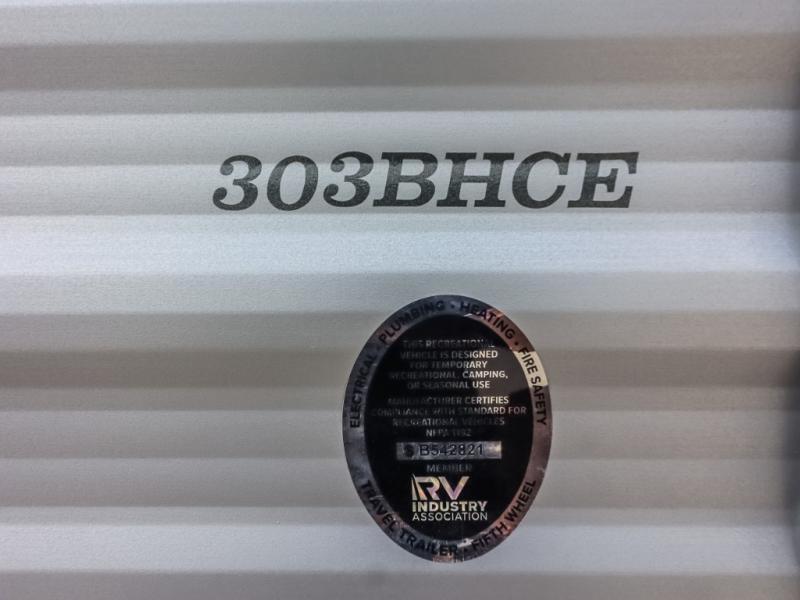 303BHCE
ELECTRICAL • PLUMBING • HEATING • FIRE SAFETY
THIS RECREATIONAL
VEHICLE IS DESIGNED
FOR TEMPORARY
RECREATIONAL, CAMPING,
OR SEASONAL USE
MANUFACTURER CERTIFIES
COMPLIANCE WITH STANDARD FOR
RECREATIONAL VEHICLES
NFPA 1192
B542821
MEMBER
RV
INDUSTRY
ASSOCIATION
TRAVEL TRAILER • FIFTH WHEEL